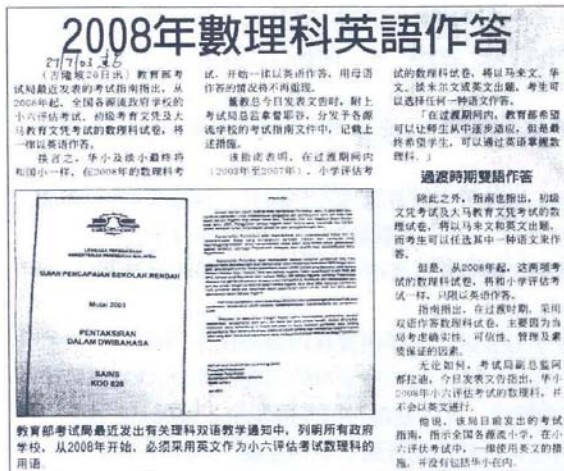 2008年數理科英語作答
27/7/03
(吉隆坡26日讯)教育部考
试局最近发表的考试指南指出,从
2008年起,全国各源流政府学校的
小六评估考试、初级教育文凭及大
马教育文凭考试的数理科试卷,将
一律以英语作答。
换言之,华小及淡小最终将
和国小一样,在2008年的数理科考
试,开始一律以英语作答,用母语
作答的情况将不再重现。
董教总今日发表文告时,附上
考试局总监拿督耶谷,分发予各源
流学校的考试指南文件中,记载上
述措施。
该指南表明,在过渡期间内
(2003年至2007年),小学评估考
试的数理科试卷,将以马来文、华
文、淡米尔文或英文出题,考生可
以选择任何一种语文作答。
「在过渡期间内,教育部希望
可以让师生从中逐步适应,但是最
终希望学生,可以通过英语掌握数
理科。」
過渡時期雙語作答
除此之外,指南也指出,初级
文凭考试及大马教育文凭考试的数
理试卷,将以马来文和英文出题,
而考生可以任选其中一种语文来作
答。
但是,从2008年起,这两项考
试的数理科试卷,将和小学评估考
试一样,只限以英语作答。
指南指出,在过渡时期,采用
双语作答数理科试卷,主要因为当
局考虑确实性、可信性、管理及素
质保证的因素。
无论如何,考试局副总监阿
都拉迪,今日发表文告指出,华小
2008年小六评估考试的数理科,并
不会以英文进行。
他说,该局目前发出的考试
指南,指示全国各源流小学,在小
六评估考试中,一律使用英文的措
施,并没有包括华小在内。
LEMBAGA PEPERIKSAAN
KEMENTERIAN PENDIDIKAN MALAYSIA
UJIAN PENCAPAIAN SEKOLAH RENDAH
Mulai 2003
PENTAKSIRAN
DALAM DWIBAHASA
SAINS
KOD 028
教育部考试局最近发出有关理科双语教学通知中,列明所有政府
学校,从2008年开始,必须采用英文作为小六评估考试数理科的
用语。